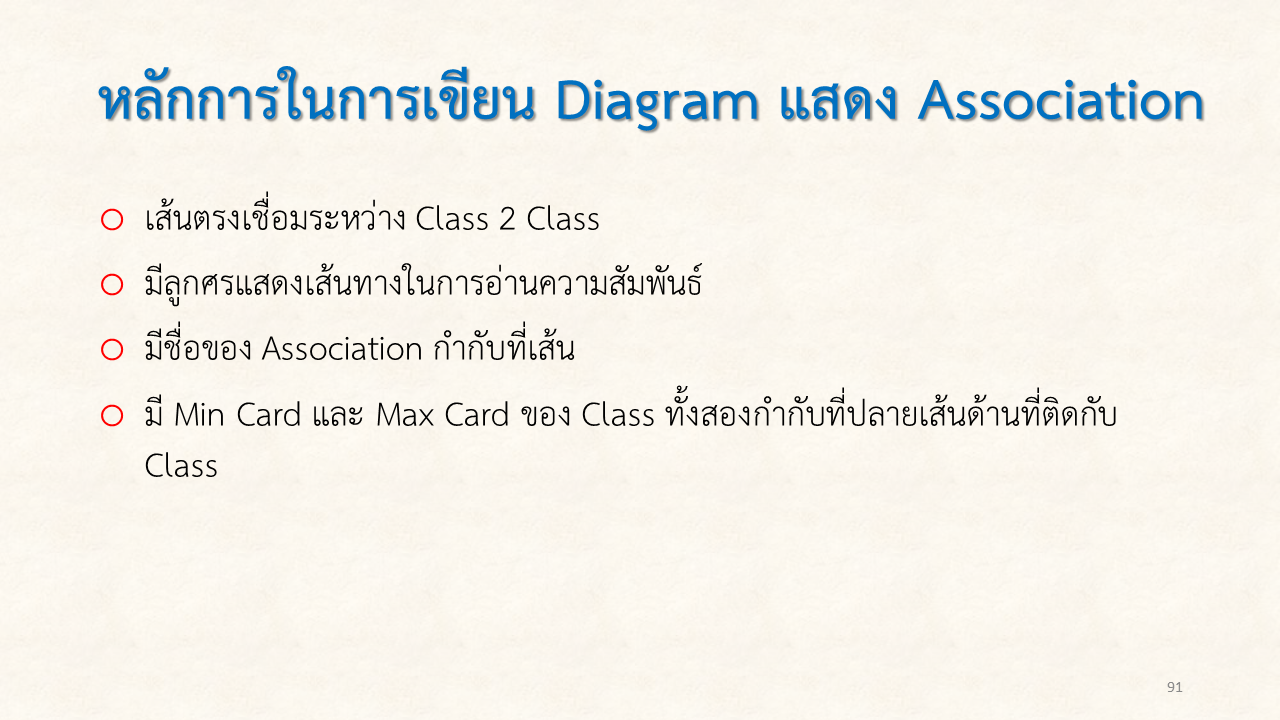 หลักการในการเขียน Diagram แสดง Association
เส้นตรงเชื่อมระหว่าง Class 2 Class
มีลูกศรแสดงเส้นทางในการอ่านความสัมพันธ์
มีชื่อของ Association กำกับที่เส้น
มี Min Card และ Max Card ของ Class ทั้งสองกำกับที่ปลายเส้นด้านที่ติดกับ
Class
91